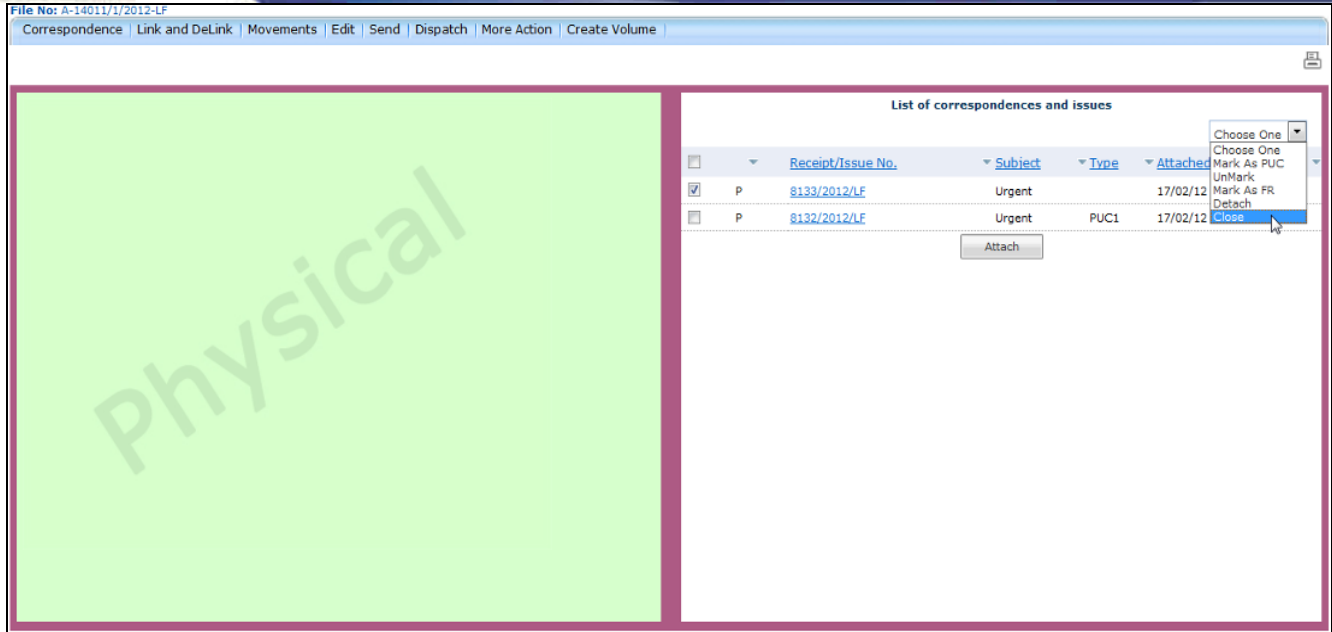 File No: A-14011/1/2012-LF
Correspondence | Link and DeLink | Movements | Edit | Send | Dispatch | More Action | Create Volume |
Physical
List of correspondences and issues
Choose One
Choose One
Mark As PUC
UnMark
Mark As FR
Detach
Close
Receipt/Issue No. Subject Type Attached
P 8133/2012/LF Urgent 17/02/12
P 8132/2012/LF Urgent PUC1 17/02/12
Attach